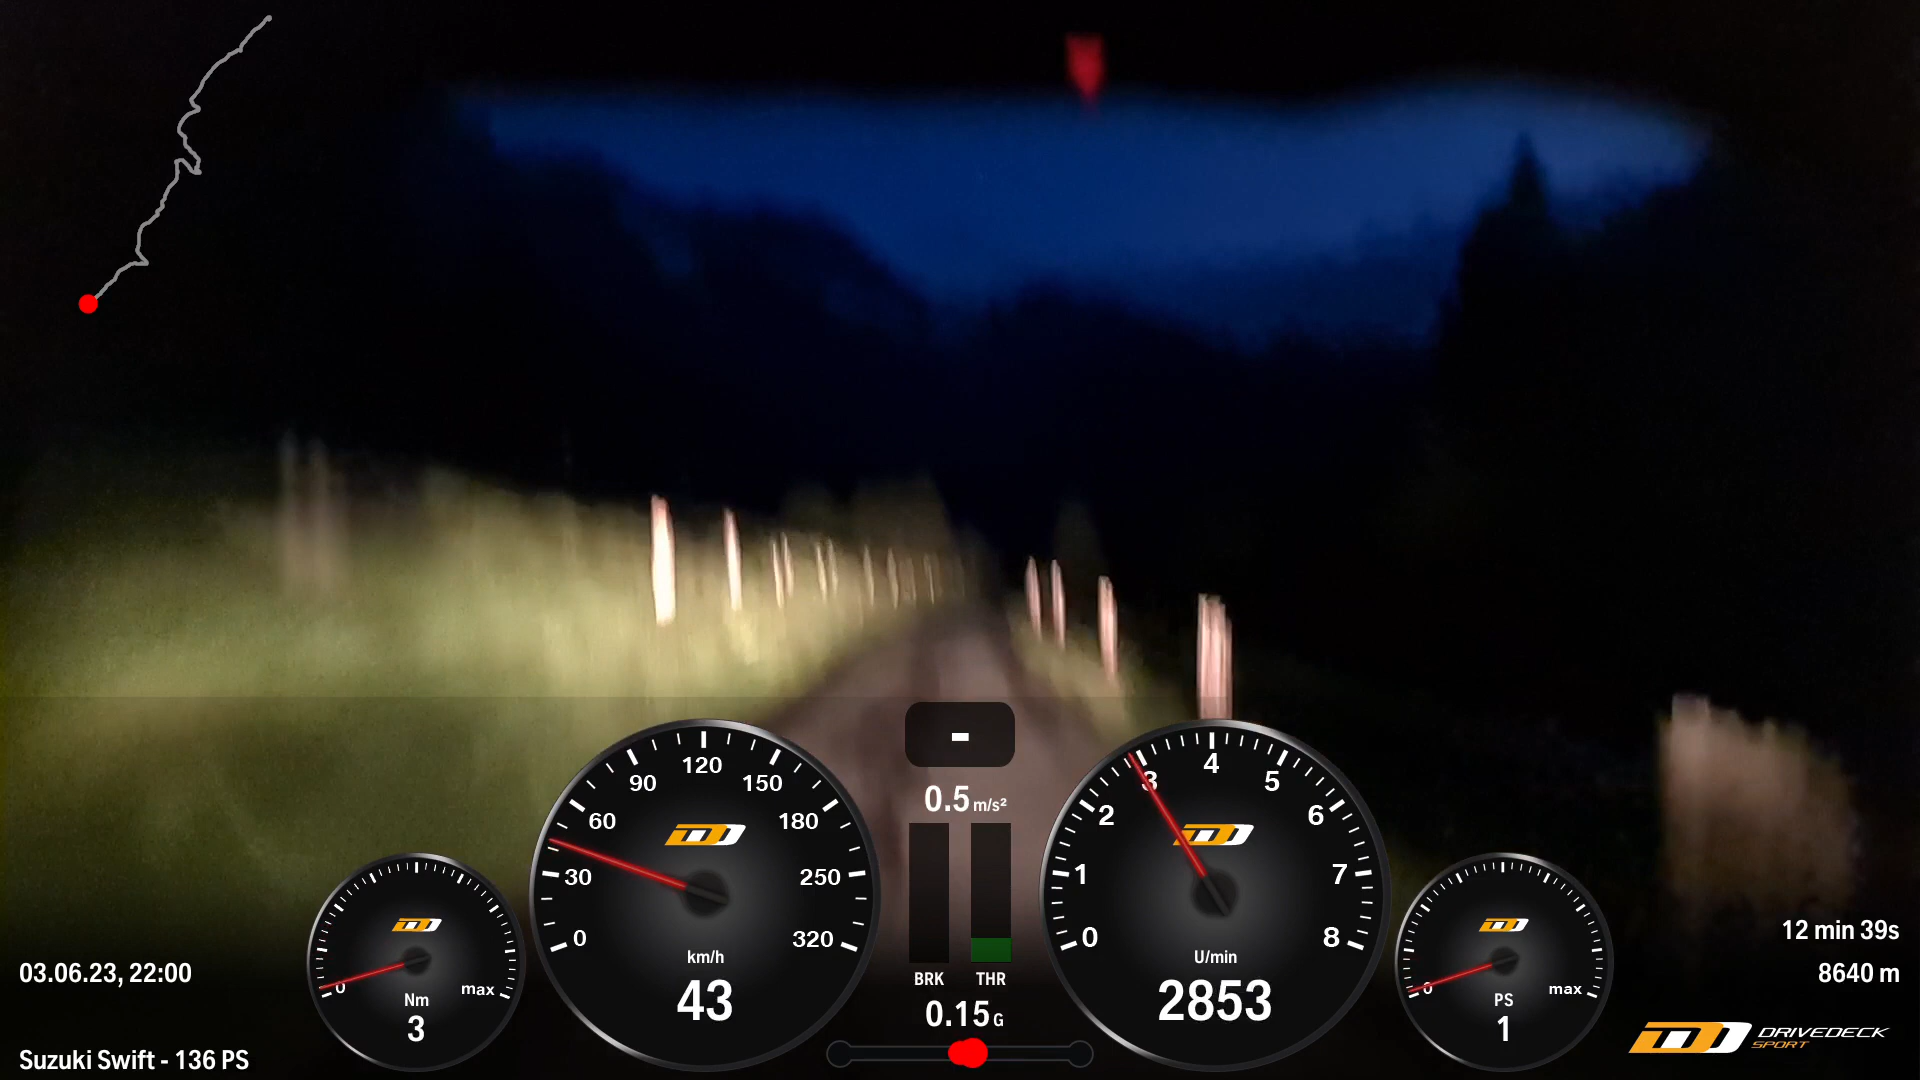 -
0.5 m/s²
BRK THR
0.15 G
0 30 60 90 120 150 180 250 320
km/h
43
0 1 2 3 4 5 6 7 8
U/min
2853
0 max
Nm
3
0 max
PS
1
03.06.23, 22:00
Suzuki Swift - 136 PS
12 min 39s
8640 m
DRIVEDECK
SPORT